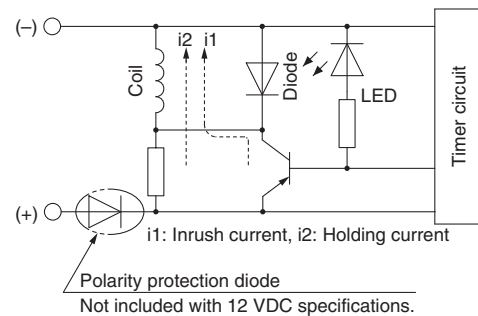 (–)
i2 i1
Coil
Diode
LED
Timer circuit
(+)
i1: Inrush current, i2: Holding current
Polarity protection diode
Not included with 12 VDC specifications.